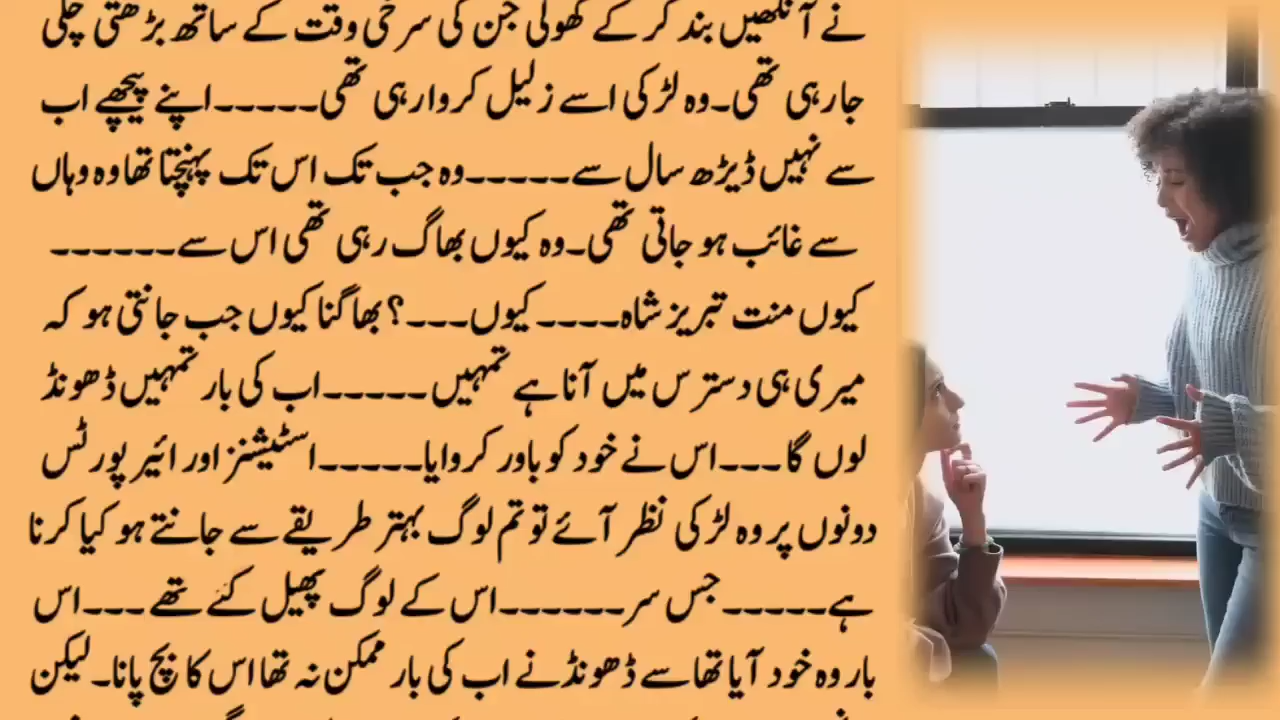 نے آنکھیں بند کر کے کھولی جن کی سرخی وقت کے ساتھ بڑھتی چلی
جارہی تھی۔وہ لڑکی اسے زلیل کروارہی تھی۔۔۔۔۔اپنے پیچھے اب
سے نہیں ڈیڑھ سال سے۔۔۔۔۔وہ جب تک اس تک پہنچتا تھا وہ وہاں
سے غائب ہو جاتی تھی۔وہ کیوں بھاگ رہی تھی اس سے۔۔۔۔۔۔
کیوں منت تبریز شاہ۔۔۔۔کیوں۔۔۔؟ بھاگنا کیوں جب جانتی ہو کہ
میری ہی دسترس میں آنا ہے تمہیں۔۔۔۔۔اب کی بار تمہیں ڈھونڈ
لوں گا۔۔۔اس نے خود کو باور کروایا۔۔۔۔۔اسٹیشنز اور ائیر پورٹس
دونوں پر وہ لڑکی نظر آئے تو تم لوگ بہتر طریقے سے جانتے ہو کیا کرنا
ہے۔۔۔۔۔جس سر۔۔۔۔۔۔اس کے لوگ پھیل گئے تھے۔۔۔اس
بار وہ خود آیا تھا سے ڈھونڈنے اب کی بار ممکن نہ تھا اس کا بچ پانا۔لیکن